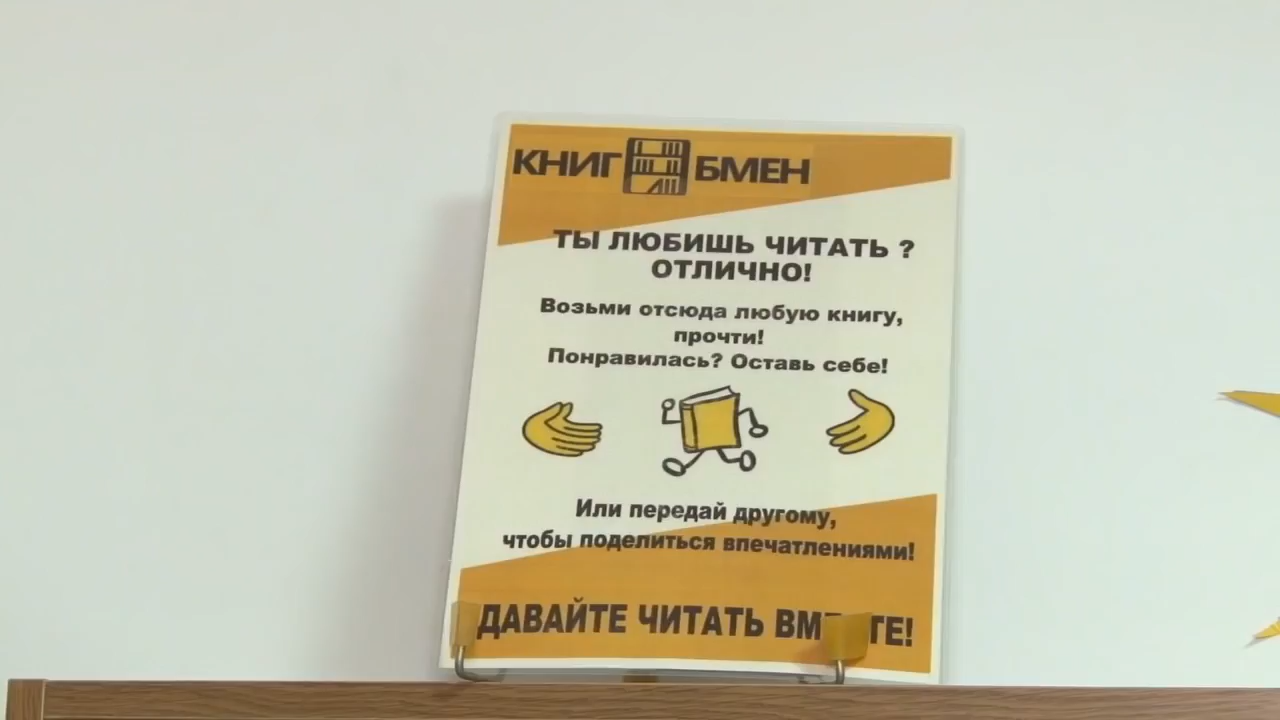 КНИГ БМЕН
ТЫ ЛЮБИШЬ ЧИТАТЬ ?
ОТЛИЧНО!
Возьми отсюда любую книгу,
прочти!
Понравилась? Оставь себе!
Или передай другому,
чтобы поделиться впечатлениями!
ДАВАЙТЕ ЧИТАТЬ